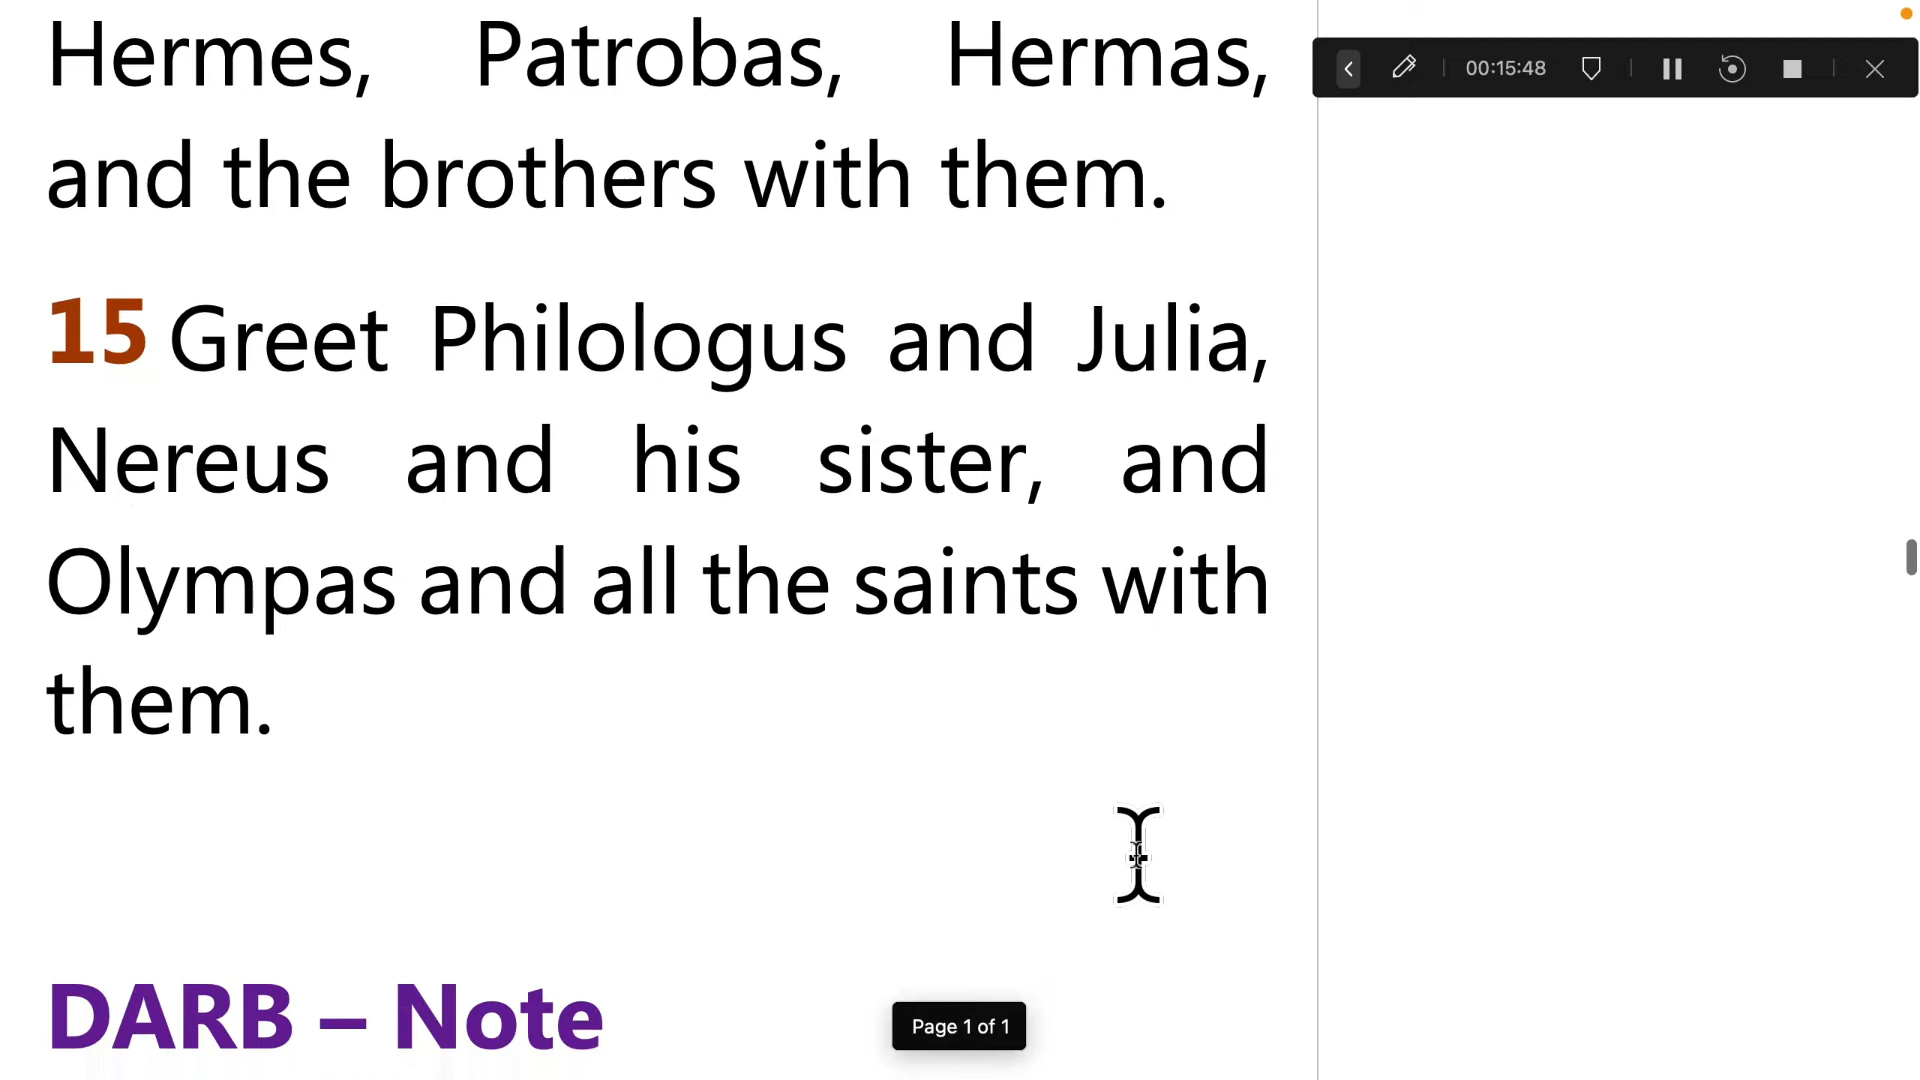 Hermes, Patrobas, Hermas,
and the brothers with them.
15 Greet Philologus and Julia,
Nereus and his sister, and
Olympas and all the saints with
them.
DARB – Note
00:15:48
Page 1 of 1